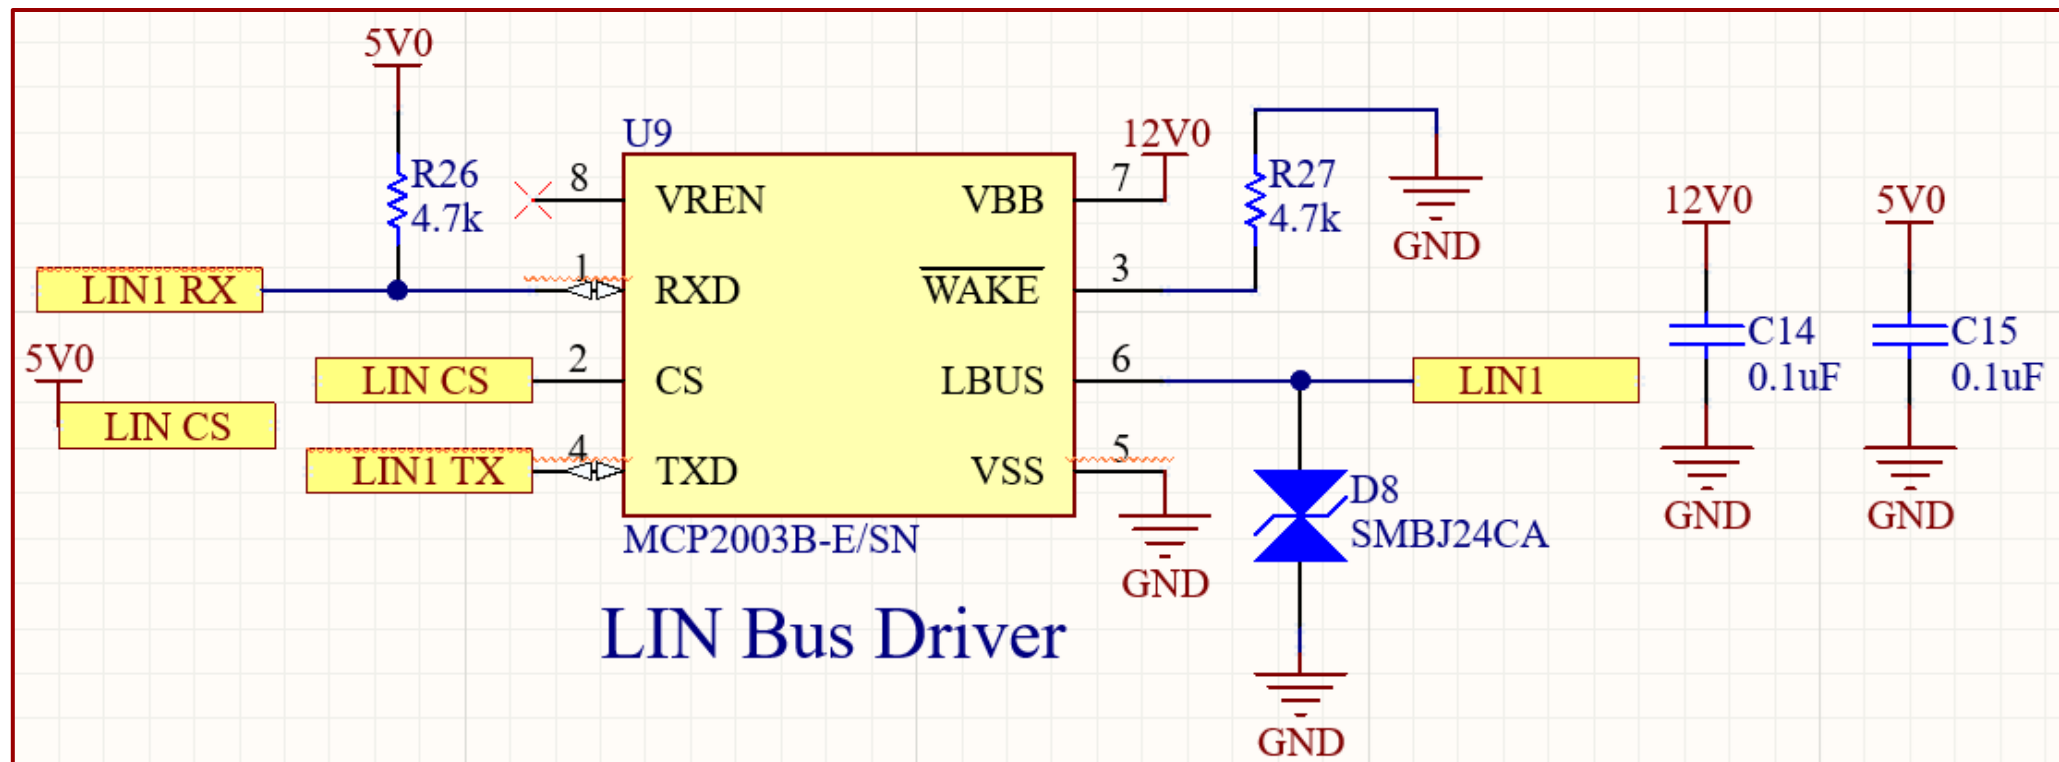 5V0
R26
4.7k
LIN1 RX
5V0
LIN CS
LIN CS
LIN1 TX
U9
8
VREN
1
RXD
2
CS
4
TXD
VBB
7
12V0
WAKE
3
LBUS
6
VSS
5
GND
MCP2003B-E/SN
R27
4.7k
GND
LIN1
D8
SMBJ24CA
GND
12V0
C14
0.1uF
GND
5V0
C15
0.1uF
GND
LIN Bus Driver